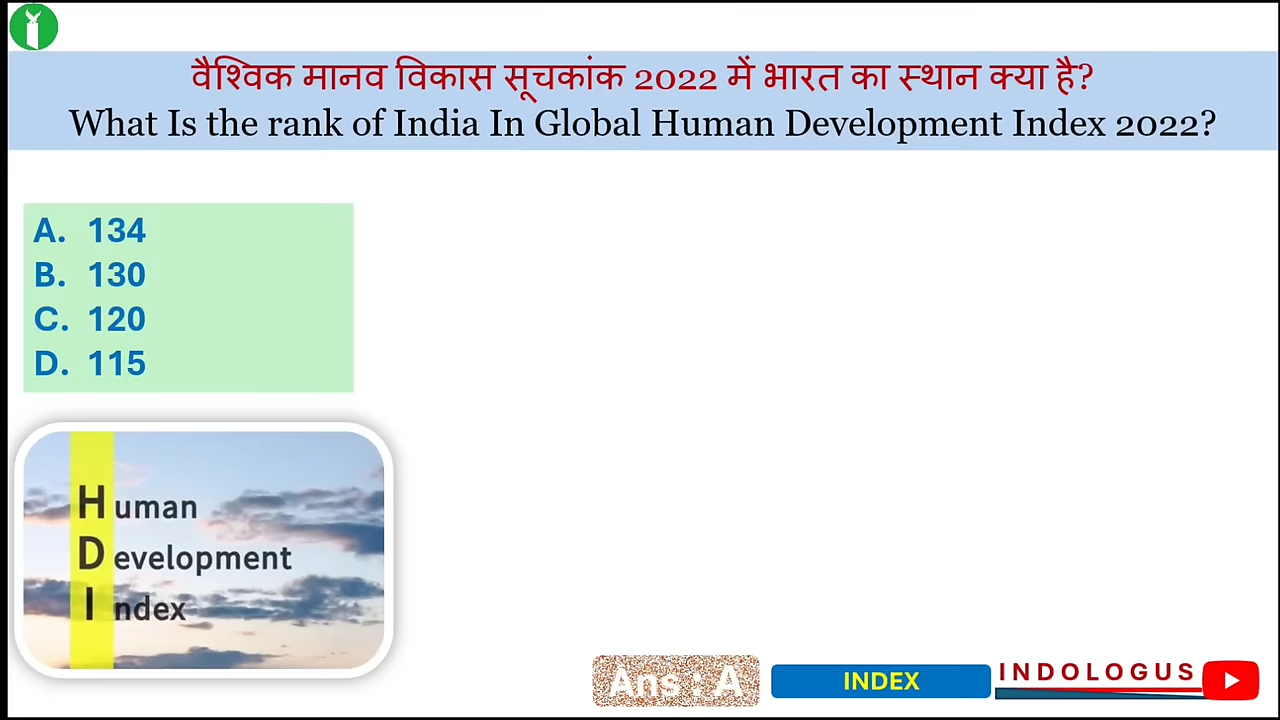 वैश्विक मानव विकास सूचकांक 2022 में भारत का स्थान क्या है?
What Is the rank of India In Global Human Development Index 2022?
A. 134
B. 130
C. 120
D. 115
Human
Development
Index
Ans : A
INDEX
INDOLOGUS